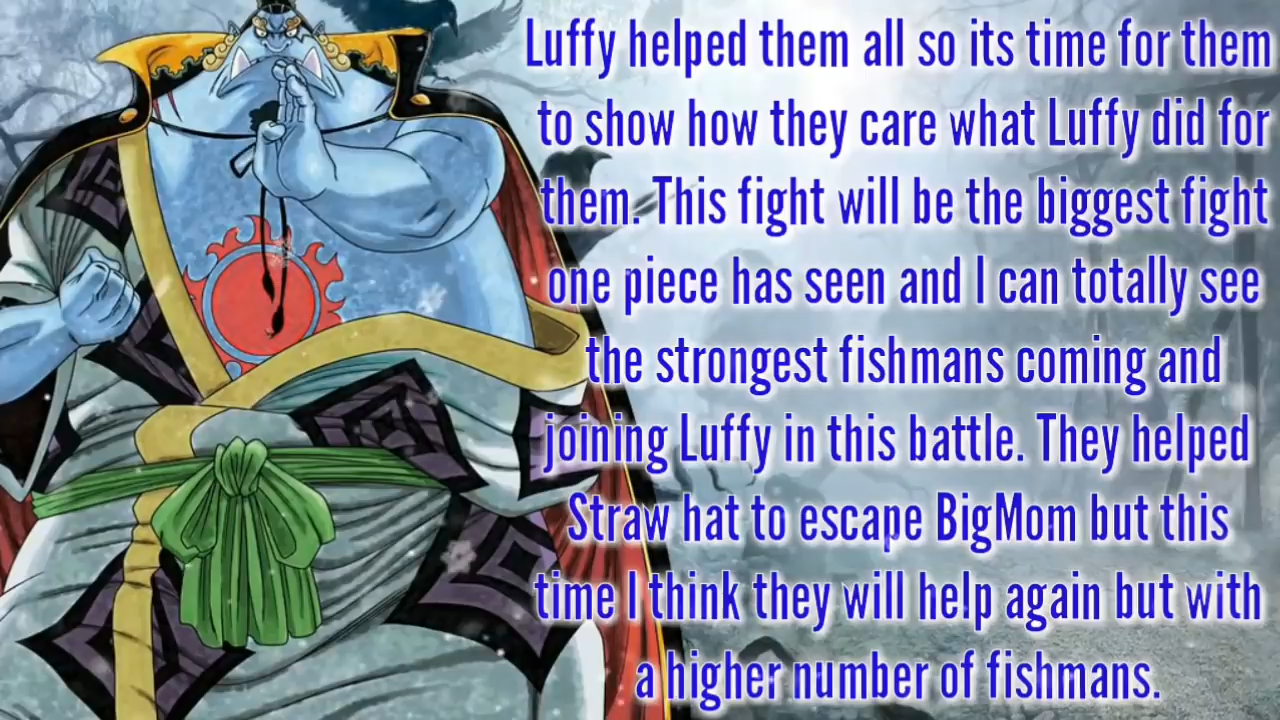 Luffy helped them all so its time for them
to show how they care what Luffy did for
them. This fight will be the biggest fight
one piece has seen and I can totally see
the strongest fishmans coming and
joining Luffy in this battle. They helped
Straw hat to escape BigMom but this
time I think they will help again but with
a higher number of fishmans.